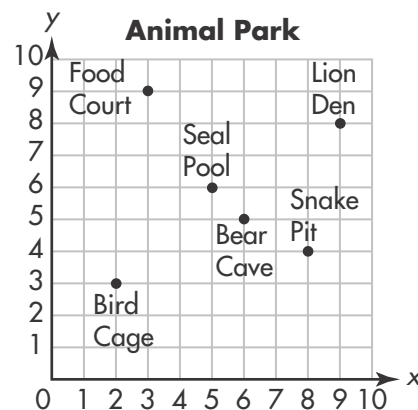 Animal Park
y
10
9
8
7
6
5
4
3
2
1
Food
Court
Lion
Den
Seal
Pool
Snake
Pit
Bear
Cave
Bird
Cage
0 1 2 3 4 5 6 7 8 9 10 x